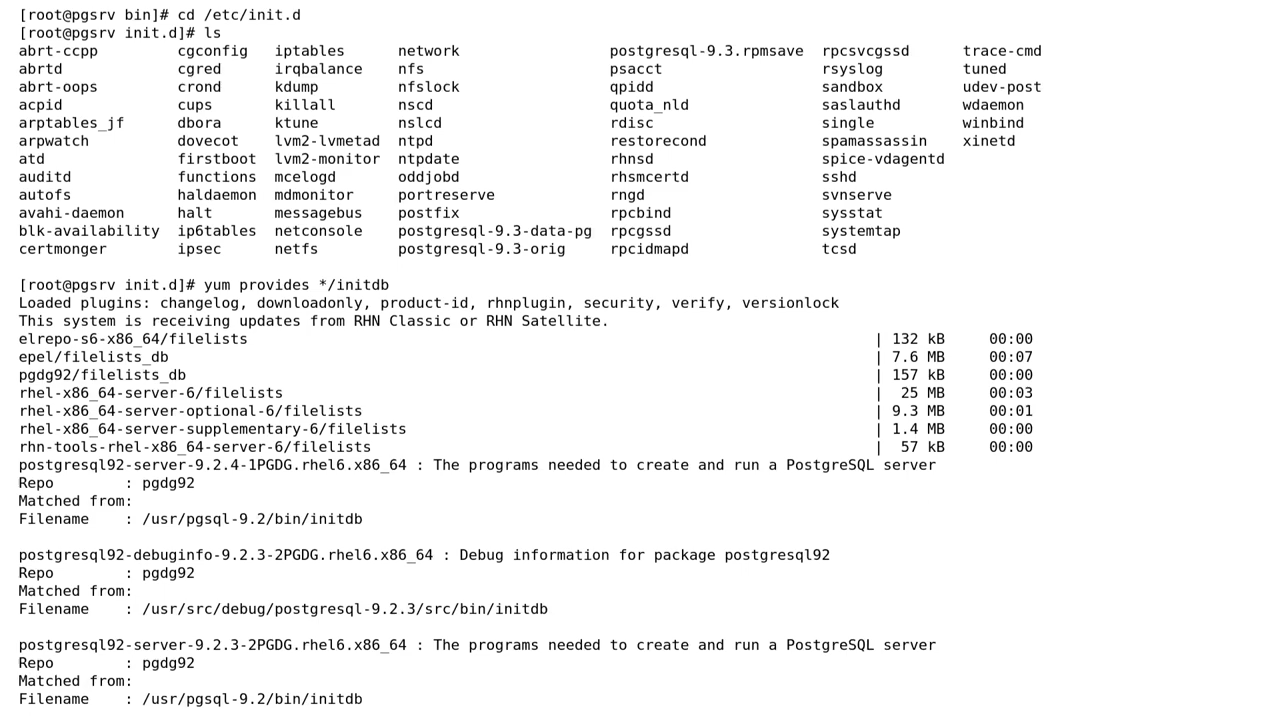 [root@pgsrv bin]# cd /etc/init.d
[root@pgsrv init.d]# ls
abrt-ccpp cgconfig iptables network postgresql-9.3.rpmsave rpcsvcgssd trace-cmd
abrtd cgred irqbalance nfs psacct rsyslog tuned
abrt-oops crond kdump nfslock qpidd sandbox udev-post
acpid cups killall nscd quota_nld saslauthd wdaemon
arptables_jf dbora ktune nslcd rdisc single winbind
arpwatch dovecot lvm2-lvmetad ntpd restorecond spamassassin xinetd
atd firstboot lvm2-monitor ntpdate rhnsd spice-vdagentd
auditd functions mcelogd oddjobd rhsmcertd sshd
autofs haldaemon mdmonitor portreserve rngd svnserve
avahi-daemon halt messagebus postfix rpcbind sysstat
blk-availability ip6tables netconsole postgresql-9.3-data-pg rpcgssd systemtap
certmonger ipsec netfs postgresql-9.3-orig rpcidmapd tcsd
[root@pgsrv init.d]# yum provides */initdb
Loaded plugins: changelog, downloadonly, product-id, rhnplugin, security, verify, versionlock
This system is receiving updates from RHN Classic or RHN Satellite.
elrepo-s6-x86_64/filelists | 132 kB 00:00
epel/filelists_db | 7.6 MB 00:07
pgdg92/filelists_db | 157 kB 00:00
rhel-x86_64-server-6/filelists | 25 MB 00:03
rhel-x86_64-server-optional-6/filelists | 9.3 MB 00:01
rhel-x86_64-server-supplementary-6/filelists | 1.4 MB 00:00
rhn-tools-rhel-x86_64-server-6/filelists | 57 kB 00:00
postgresql92-server-9.2.4-1PGDG.rhel6.x86_64 : The programs needed to create and run a PostgreSQL server
Repo : pgdg92
Matched from:
Filename : /usr/pgsql-9.2/bin/initdb
postgresql92-debuginfo-9.2.3-2PGDG.rhel6.x86_64 : Debug information for package postgresql92
Repo : pgdg92
Matched from:
Filename : /usr/src/debug/postgresql-9.2.3/src/bin/initdb
postgresql92-server-9.2.3-2PGDG.rhel6.x86_64 : The programs needed to create and run a PostgreSQL server
Repo : pgdg92
Matched from:
Filename : /usr/pgsql-9.2/bin/initdb